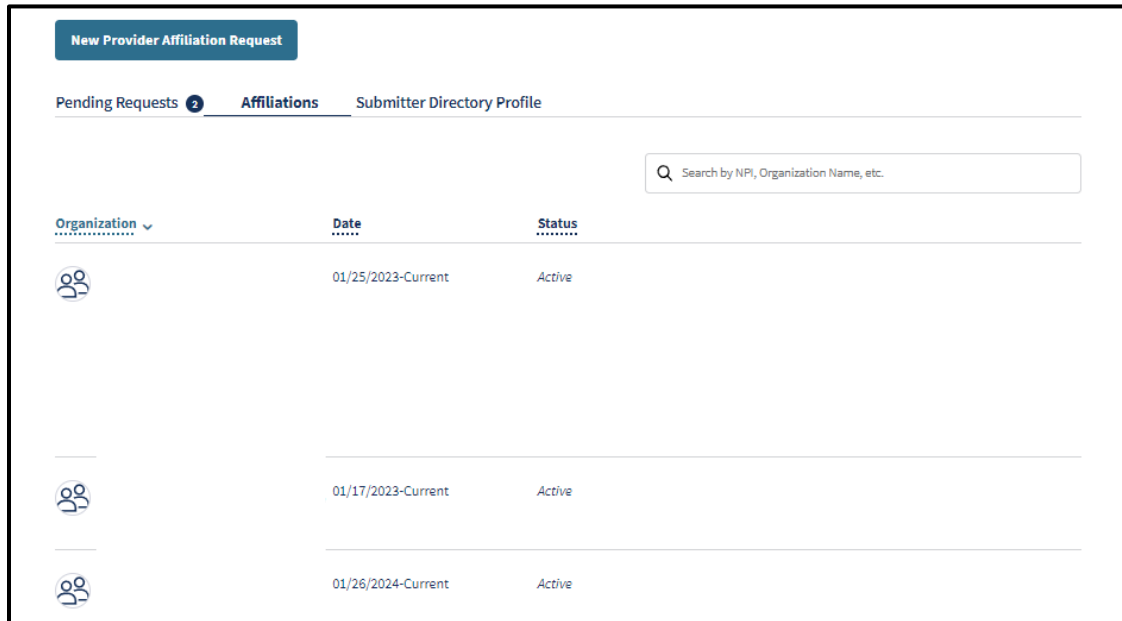 New Provider Affiliation Request
Pending Requests 2 Affiliations Submitter Directory Profile
Search by NPI, Organization Name, etc.
Organization Date Status
01/25/2023-Current Active
01/17/2023-Current Active
01/26/2024-Current Active